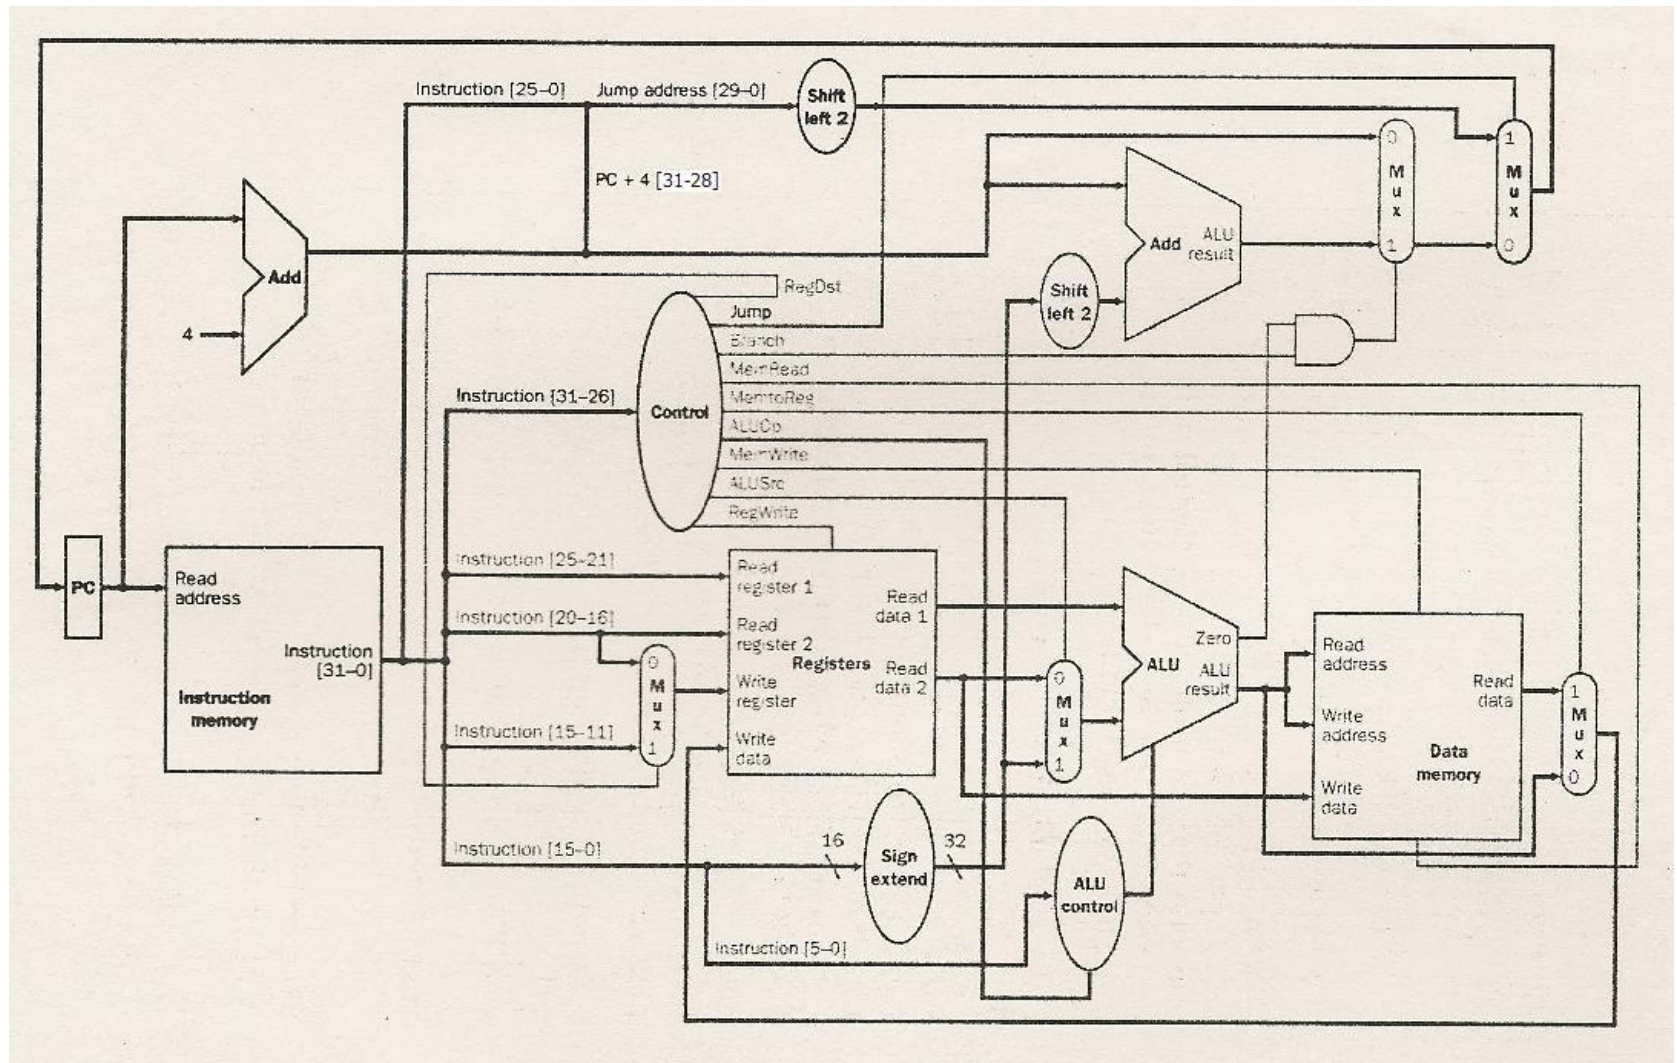 Instruction [25–0]
Jump address [29–0]
Shift
left 2
PC + 4 [31-28]
0
M
u
x
1
1
M
u
x
0
Add
ALU
result
Add
4
Shift
left 2
RegDst
Jump
Branch
MemRead
MemtoReg
ALUOp
MemWrite
ALUSrc
RegWrite
Instruction [31–26]
Control
PC
Read
address
Instruction
[31–0]
Instruction
memory
Instruction [25–21]
Instruction [20–16]
Instruction [15–11]
0
M
u
x
1
Read
register 1
Read
register 2
Write
register
Write
data
Registers
Read
data 1
Read
data 2
0
M
u
x
1
Zero
ALU
ALU
result
Read
address
Write
address
Write
data
Read
data
Data
memory
1
M
u
x
0
Instruction [15–0]
16
Sign
extend
32
ALU
control
Instruction [5–0]